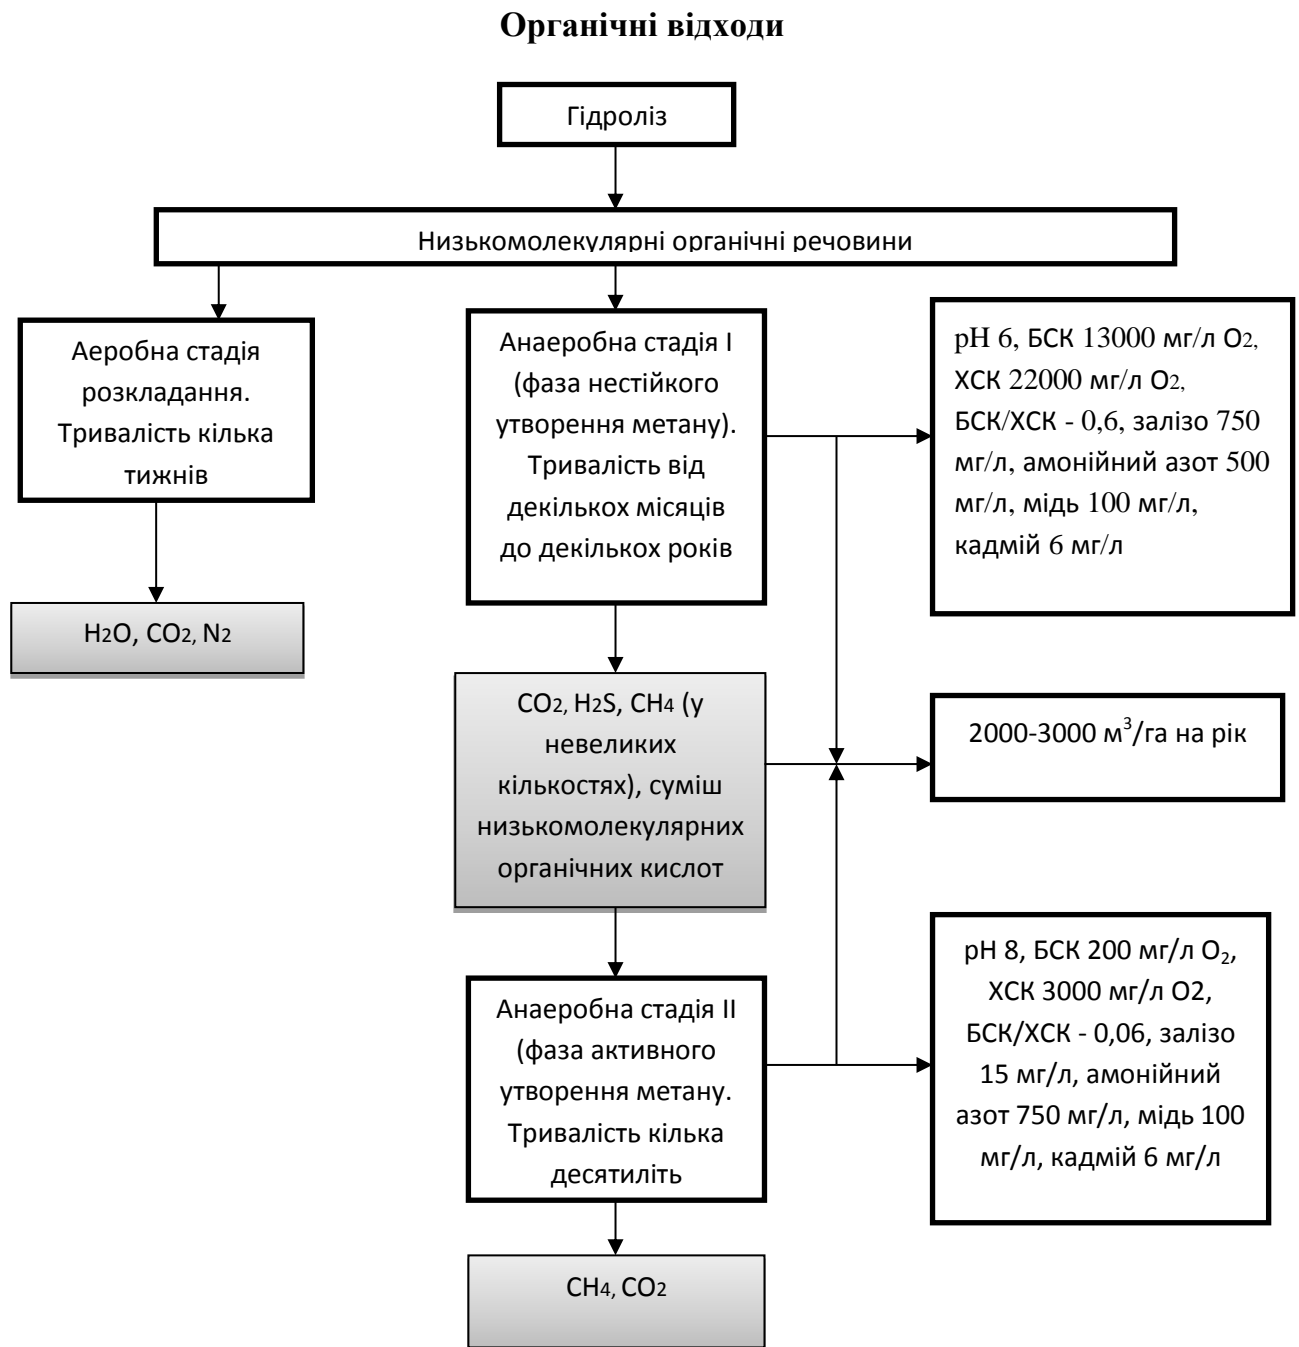 Органічні відходи
Гідроліз
Низькомолекулярні органічні речовини
Аеробна стадія
розкладання.
Тривалість кілька
тижнів
Анаеробна стадія I
(фаза нестійкого
утворення метану).
Тривалість від
декількох місяців
до декількох років
pH 6, БСК 13000 мг/л O2,
ХСК 22000 мг/л O2,
БСК/ХСК - 0,6, залізо 750
мг/л, амонійний азот 500
мг/л, мідь 100 мг/л,
кадмій 6 мг/л
H2O, CO2, N2
CO2, H2S, CH4 (у
невеликих
кількостях), суміш
низькомолекулярних
органічних кислот
2000-3000 м³/га на рік
Анаеробна стадія II
(фаза активного
утворення метану.
Тривалість кілька
десятиліть
pH 8, БСК 200 мг/л O₂,
ХСК 3000 мг/л O2,
БСК/ХСК - 0,06, залізо
15 мг/л, амонійний
азот 750 мг/л, мідь 100
мг/л, кадмій 6 мг/л
CH4, CO2